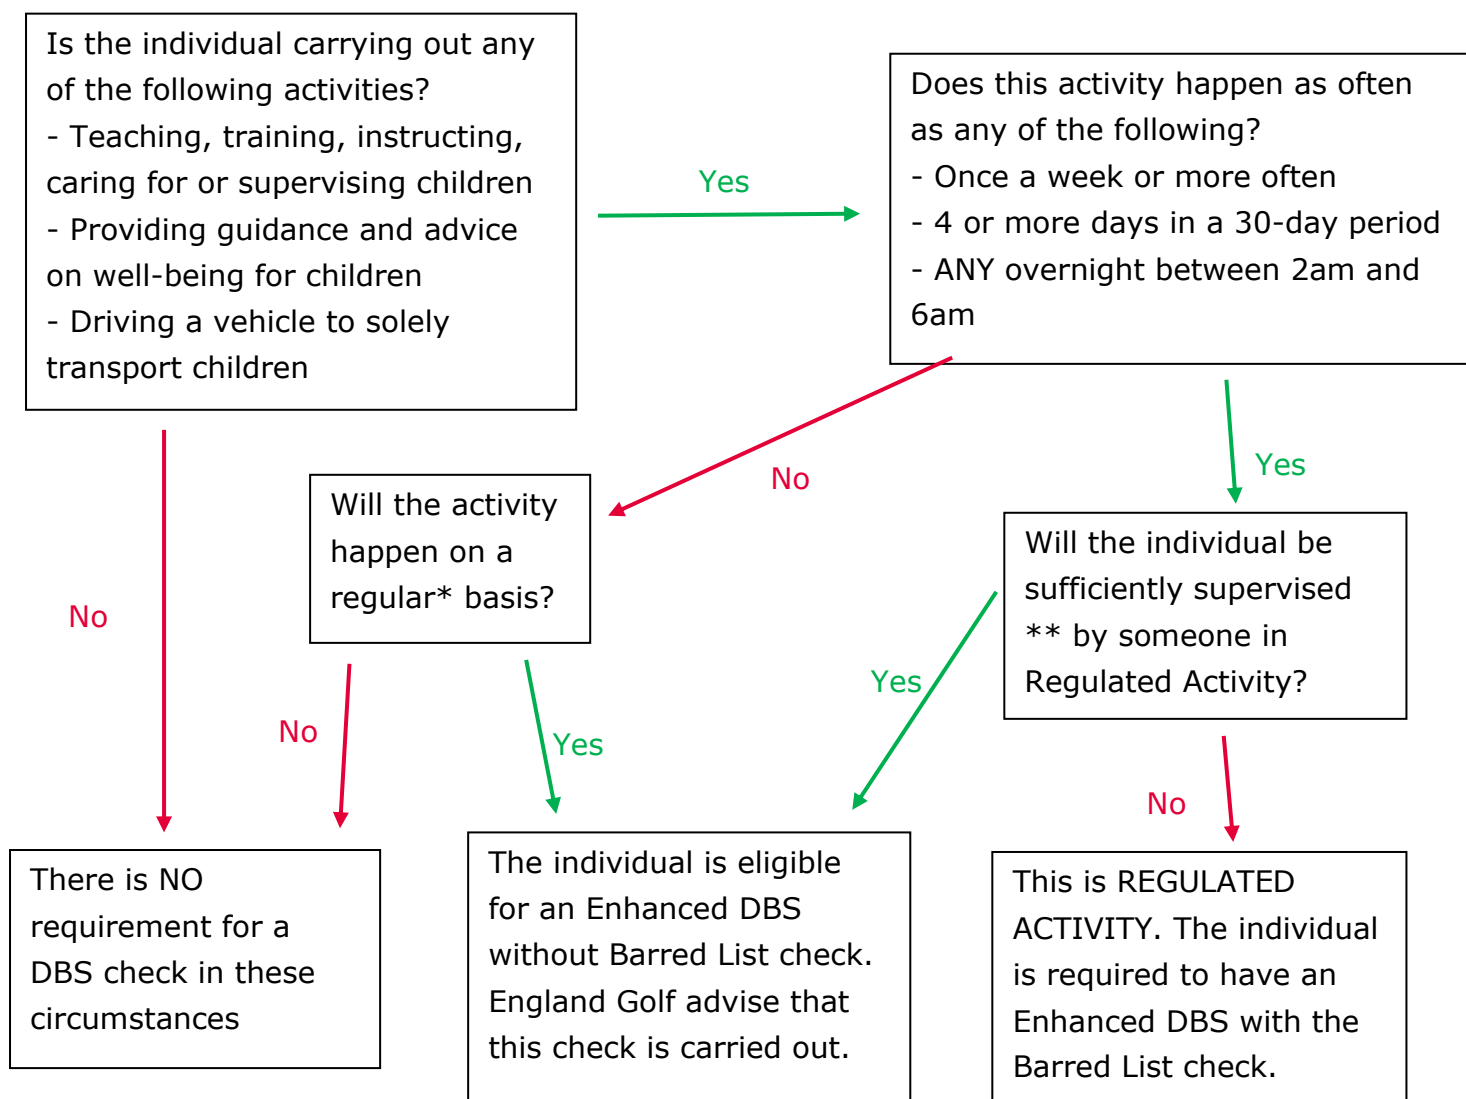 Is the individual carrying out any
of the following activities?
- Teaching, training, instructing,
caring for or supervising children
- Providing guidance and advice
on well-being for children
- Driving a vehicle to solely
transport children
Yes
Does this activity happen as often
as any of the following?
- Once a week or more often
- 4 or more days in a 30-day period
- ANY overnight between 2am and
6am
No
Yes
No
Will the activity
happen on a
regular* basis?
Will the individual be
sufficiently supervised
** by someone in
Regulated Activity?
No
Yes
Yes
No
There is NO
requirement for a
DBS check in these
circumstances
The individual is eligible
for an Enhanced DBS
without Barred List check.
England Golf advise that
this check is carried out.
This is REGULATED
ACTIVITY. The individual
is required to have an
Enhanced DBS with the
Barred List check.